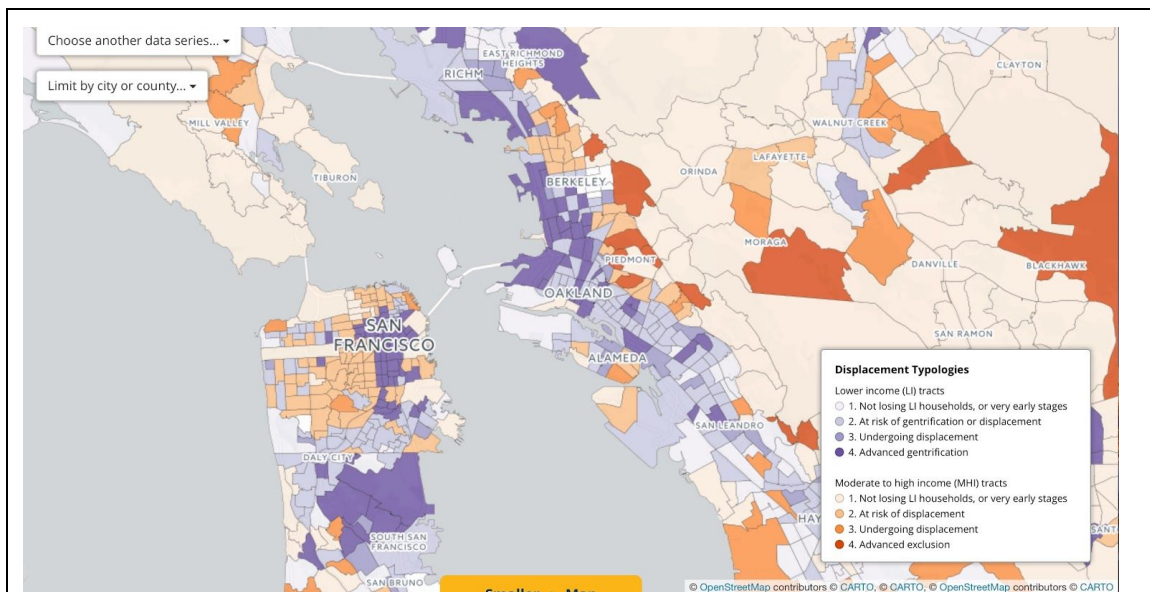 Choose another data series...
Limit by city or county...
EAST RICHMOND
HEIGHTS
RICHM
CLAYTON
MILL VALLEY
WALNUT CREEK
LAFAYETTE
ORINDA
TIBURON
BERKELEY
MORAGA
PIEDMONT
DANVILLE
BLACKHAWK
OAKLAND
SAN
FRANCISCO
SAN RAMON
ALAMEDA
SAN LEANDRO
DALY CITY
HAY
SOUTH SAN
FRANCISCO
SANT
SAN BRUNO
Displacement Typologies
Lower income (LI) tracts
1. Not losing LI households, or very early stages
2. At risk of gentrification or displacement
3. Undergoing displacement
4. Advanced gentrification
Moderate to high income (MHI) tracts
1. Not losing LI households, or very early stages
2. At risk of displacement
3. Undergoing displacement
4. Advanced exclusion
© OpenStreetMap contributors © CARTO, © CARTO, © OpenStreetMap contributors © CARTO